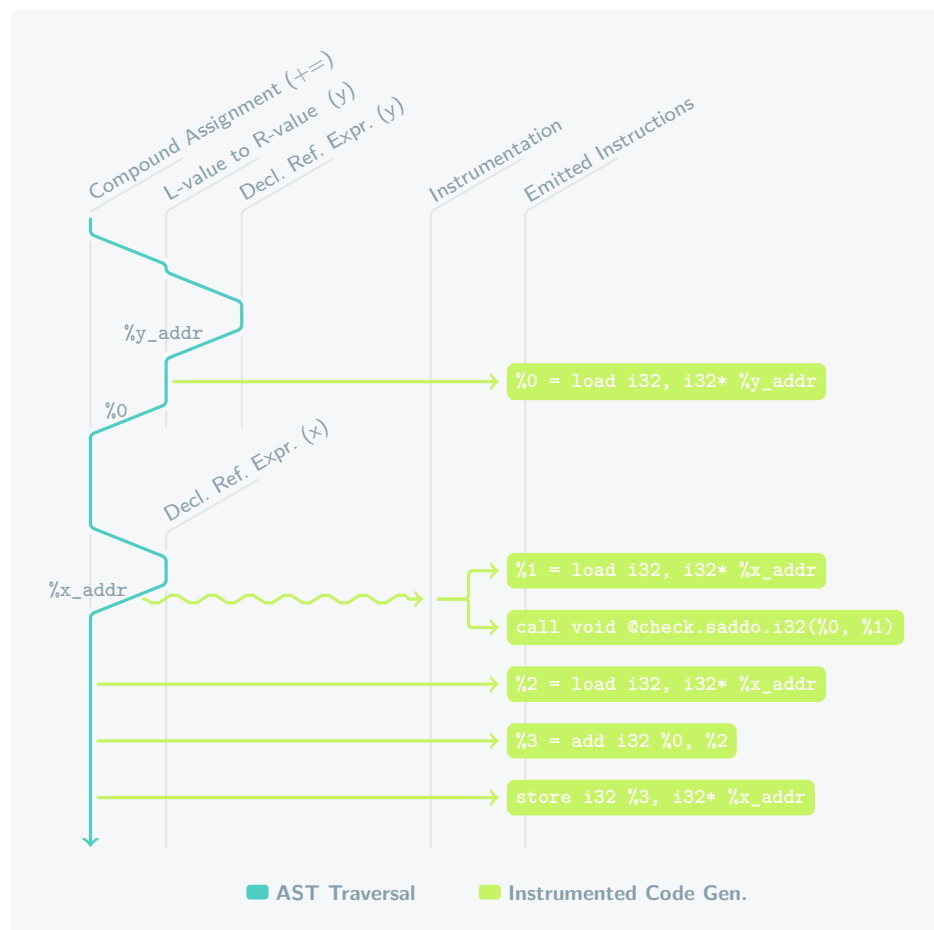 Compound Assignment (+=)
L-value to R-value (y)
Decl. Ref. Expr. (y)
Instrumentation
Emitted Instructions
%y_addr
%0 = load i32, i32* %y_addr
%0
Decl. Ref. Expr. (x)
%1 = load i32, i32* %x_addr
%x_addr
call void @check.saddo.i32(%0, %1)
%2 = load i32, i32* %x_addr
%3 = add i32 %0, %2
store i32 %3, i32* %x_addr
AST Traversal
Instrumented Code Gen.